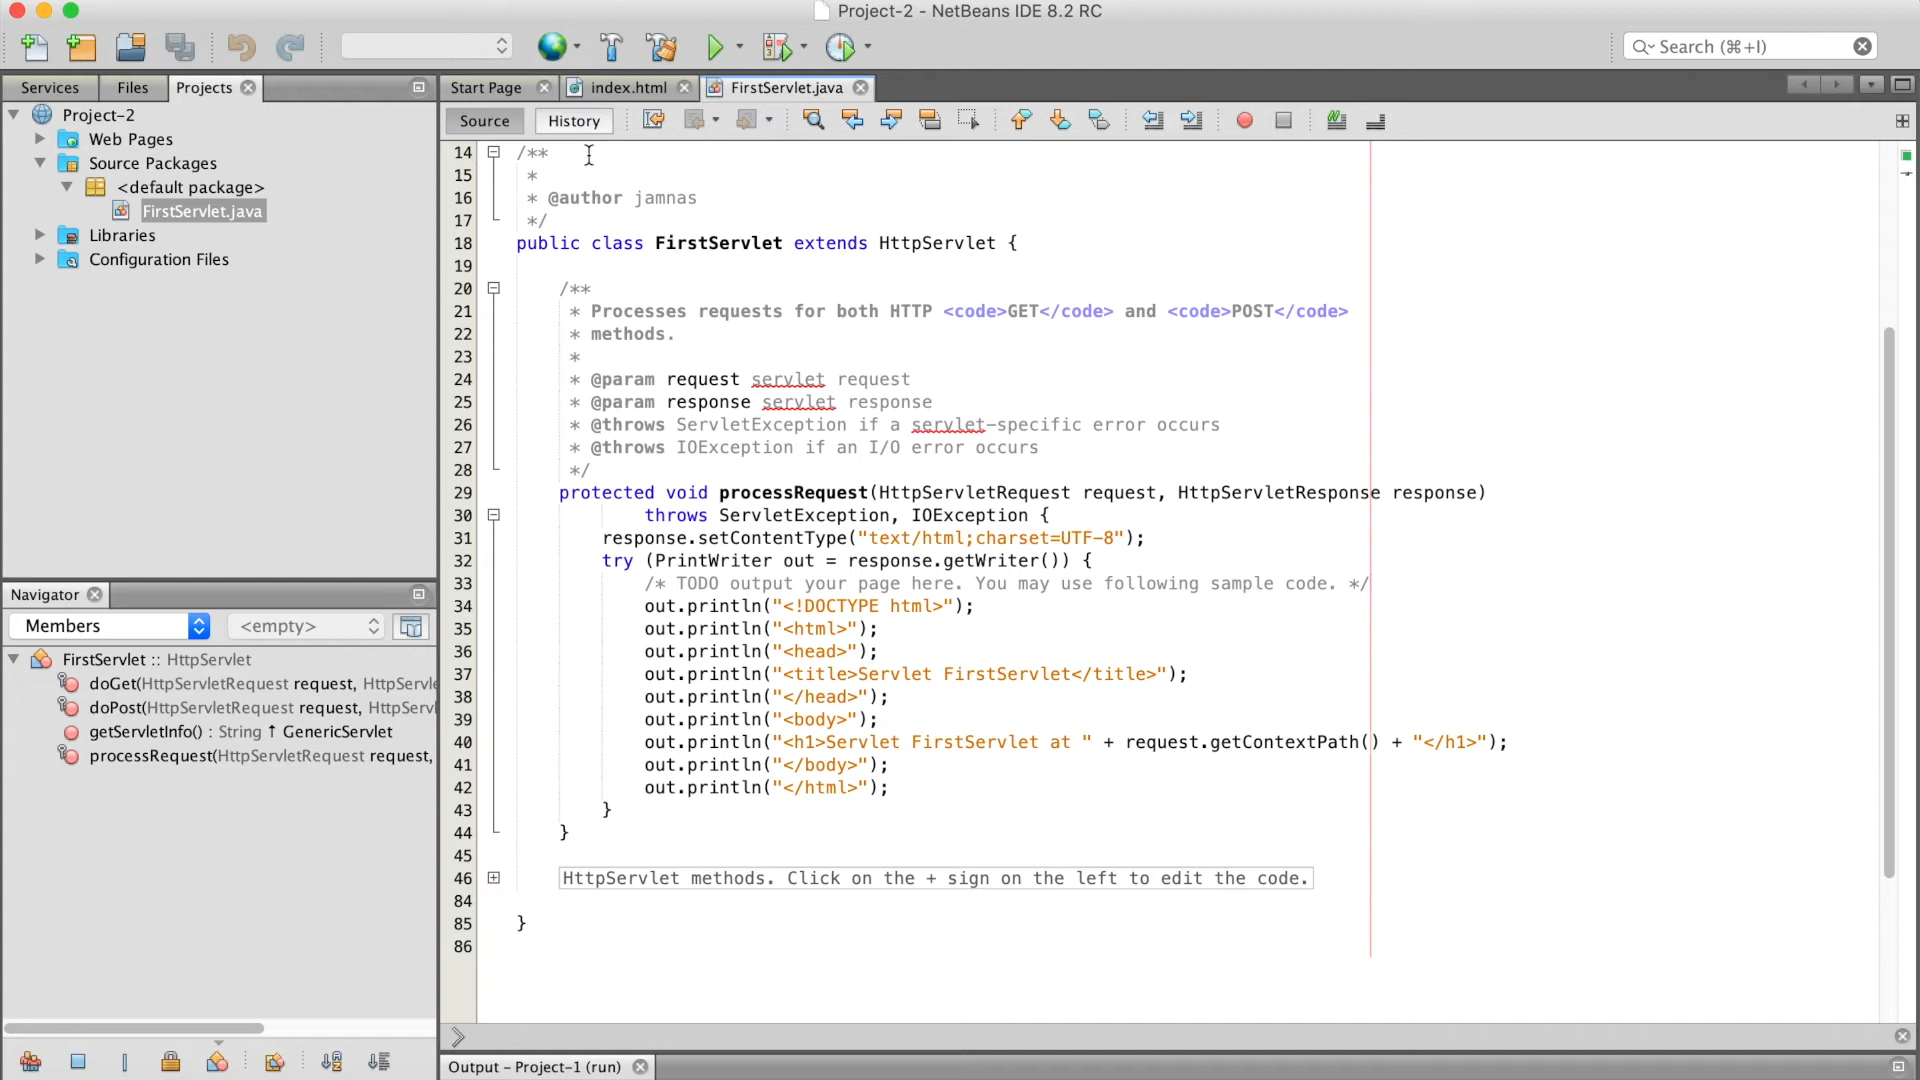 Project-2 - NetBeans IDE 8.2 RC
Search (⌘+I)
Services Files Projects
Start Page index.html FirstServlet.java
Source History
Project-2
Web Pages
Source Packages
<default package>
FirstServlet.java
Libraries
Configuration Files
Navigator
Members <empty>
FirstServlet :: HttpServlet
doGet(HttpServletRequest request, HttpServle
doPost(HttpServletRequest request, HttpServ
getServletInfo() : String ↑ GenericServlet
processRequest(HttpServletRequest request,
14 /**
15 *
16 * @author jamnas
17 */
18 public class FirstServlet extends HttpServlet {
19
20 /**
21 * Processes requests for both HTTP <code>GET</code> and <code>POST</code>
22 * methods.
23 *
24 * @param request servlet request
25 * @param response servlet response
26 * @throws ServletException if a servlet-specific error occurs
27 * @throws IOException if an I/O error occurs
28 */
29 protected void processRequest(HttpServletRequest request, HttpServletResponse response)
30 throws ServletException, IOException {
31 response.setContentType("text/html;charset=UTF-8");
32 try (PrintWriter out = response.getWriter()) {
33 /* TODO output your page here. You may use following sample code. */
34 out.println("<!DOCTYPE html>");
35 out.println("<html>");
36 out.println("<head>");
37 out.println("<title>Servlet FirstServlet</title>");
38 out.println("</head>");
39 out.println("<body>");
40 out.println("<h1>Servlet FirstServlet at " + request.getContextPath() + "</h1>");
41 out.println("</body>");
42 out.println("</html>");
43 }
44 }
45
46 HttpServlet methods. Click on the + sign on the left to edit the code.
84
85 }
86
Output - Project-1 (run)